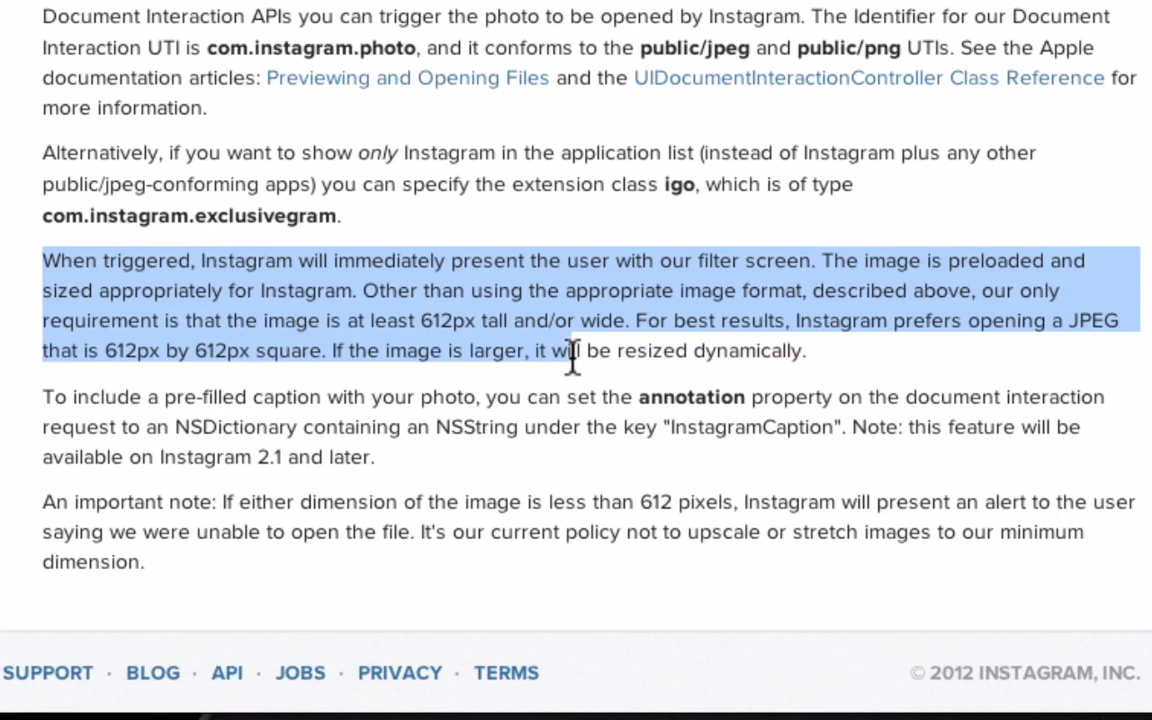 Document Interaction APIs you can trigger the photo to be opened by Instagram. The Identifier for our Document
Interaction UTI is com.instagram.photo, and it conforms to the public/jpeg and public/png UTIs. See the Apple
documentation articles: Previewing and Opening Files and the UIDocumentInteractionController Class Reference for
more information.
Alternatively, if you want to show only Instagram in the application list (instead of Instagram plus any other
public/jpeg-conforming apps) you can specify the extension class igo, which is of type
com.instagram.exclusivegram.
When triggered, Instagram will immediately present the user with our filter screen. The image is preloaded and
sized appropriately for Instagram. Other than using the appropriate image format, described above, our only
requirement is that the image is at least 612px tall and/or wide. For best results, Instagram prefers opening a JPEG
that is 612px by 612px square. If the image is larger, it will be resized dynamically.
To include a pre-filled caption with your photo, you can set the annotation property on the document interaction
request to an NSDictionary containing an NSString under the key "InstagramCaption". Note: this feature will be
available on Instagram 2.1 and later.
An important note: If either dimension of the image is less than 612 pixels, Instagram will present an alert to the user
saying we were unable to open the file. It's our current policy not to upscale or stretch images to our minimum
dimension.
SUPPORT · BLOG · API · JOBS · PRIVACY · TERMS © 2012 INSTAGRAM, INC.